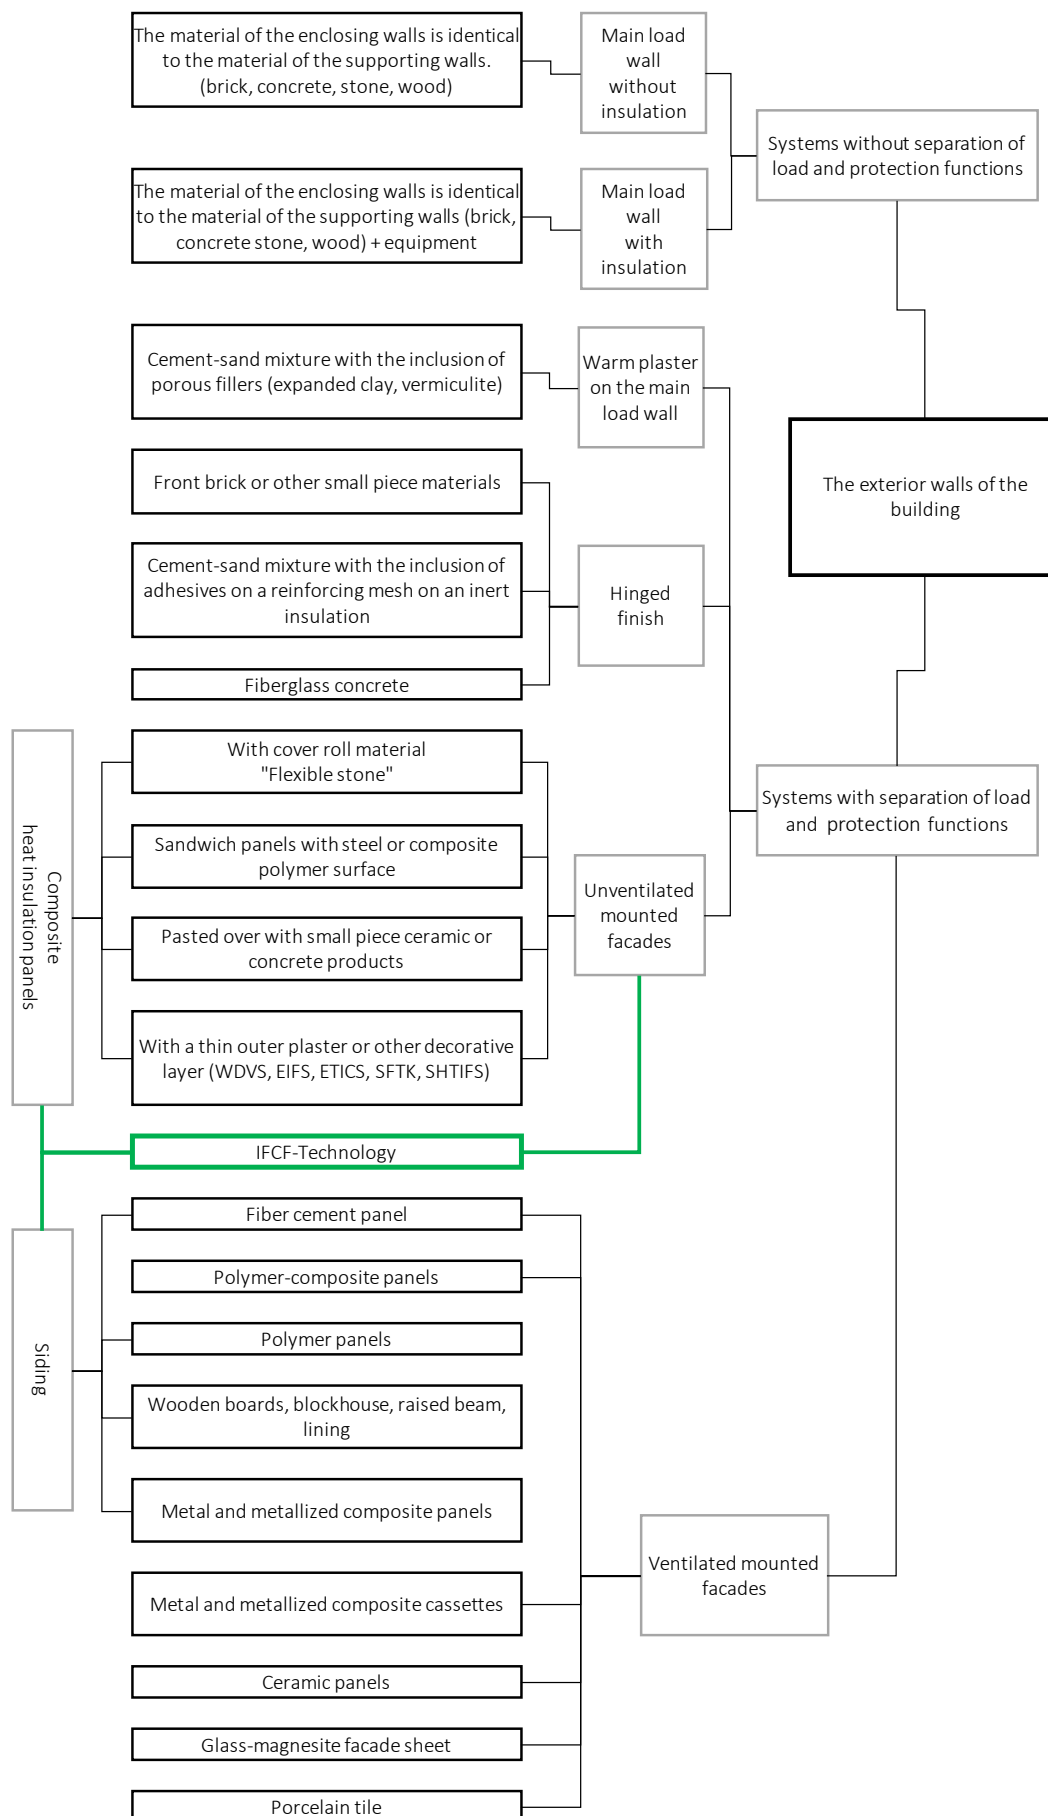 The material of the enclosing walls is identical
to the material of the supporting walls.
(brick, concrete, stone, wood)
Main load
wall
without
insulation
Systems without separation of
load and protection functions
The material of the enclosing walls is identical
to the material of the supporting walls (brick,
concrete stone, wood) + equipment
Main load
wall
with
insulation
Cement-sand mixture with the inclusion of
porous fillers (expanded clay, vermiculite)
Warm plaster
on the main
load wall
Front brick or other small piece materials
The exterior walls of the
building
Cement-sand mixture with the inclusion of
adhesives on a reinforcing mesh on an inert
insulation
Hinged
finish
Fiberglass concrete
With cover roll material
"Flexible stone"
Systems with separation of load
and protection functions
Composite
heat insulation panels
Sandwich panels with steel or composite
polymer surface
Unventilated
mounted
facades
Pasted over with small piece ceramic or
concrete products
With a thin outer plaster or other decorative
layer (WDVS, EIFS, ETICS, SFTK, SHTIFS)
IFCF-Technology
Fiber cement panel
Polymer-composite panels
Polymer panels
Siding
Wooden boards, blockhouse, raised beam,
lining
Metal and metallized composite panels
Ventilated mounted
facades
Metal and metallized composite cassettes
Ceramic panels
Glass-magnesite facade sheet
Porcelain tile